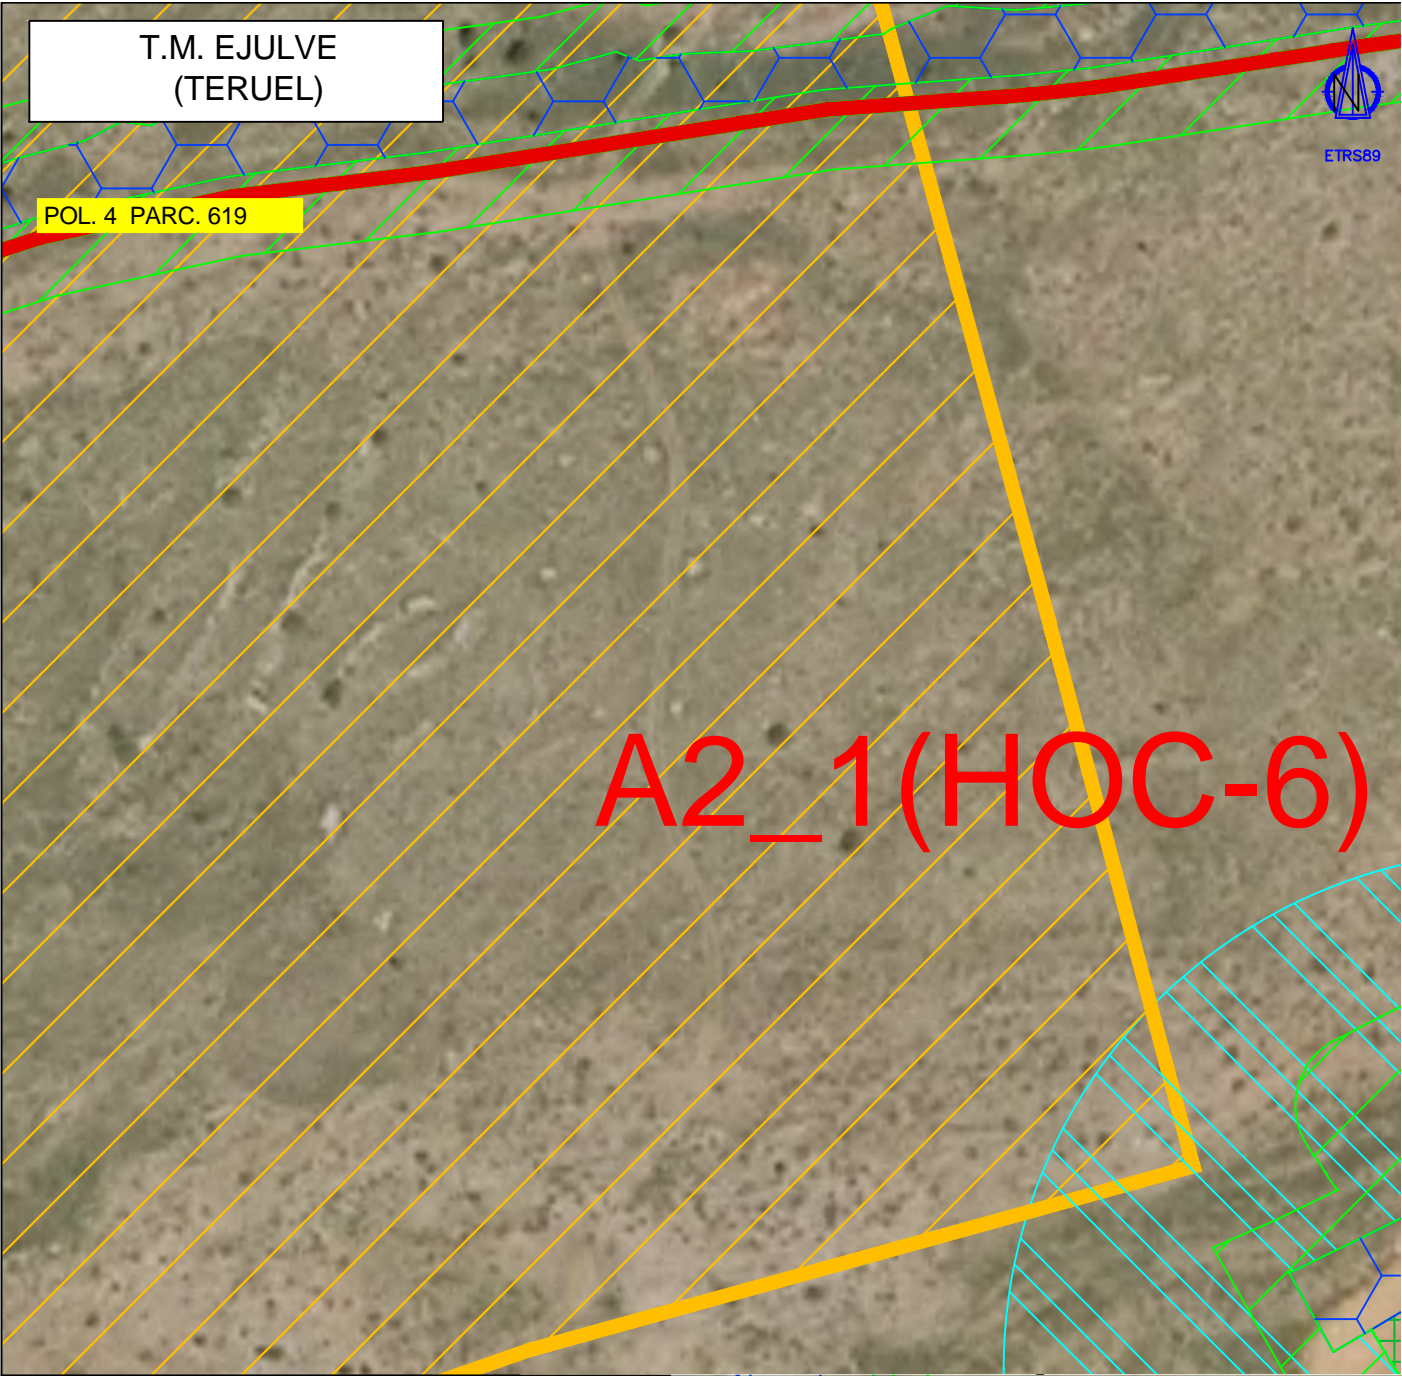 T.M. EJULVE
(TERUEL)
N
ETRS89
POL. 4 PARC. 619
A2_1(HOC-6)